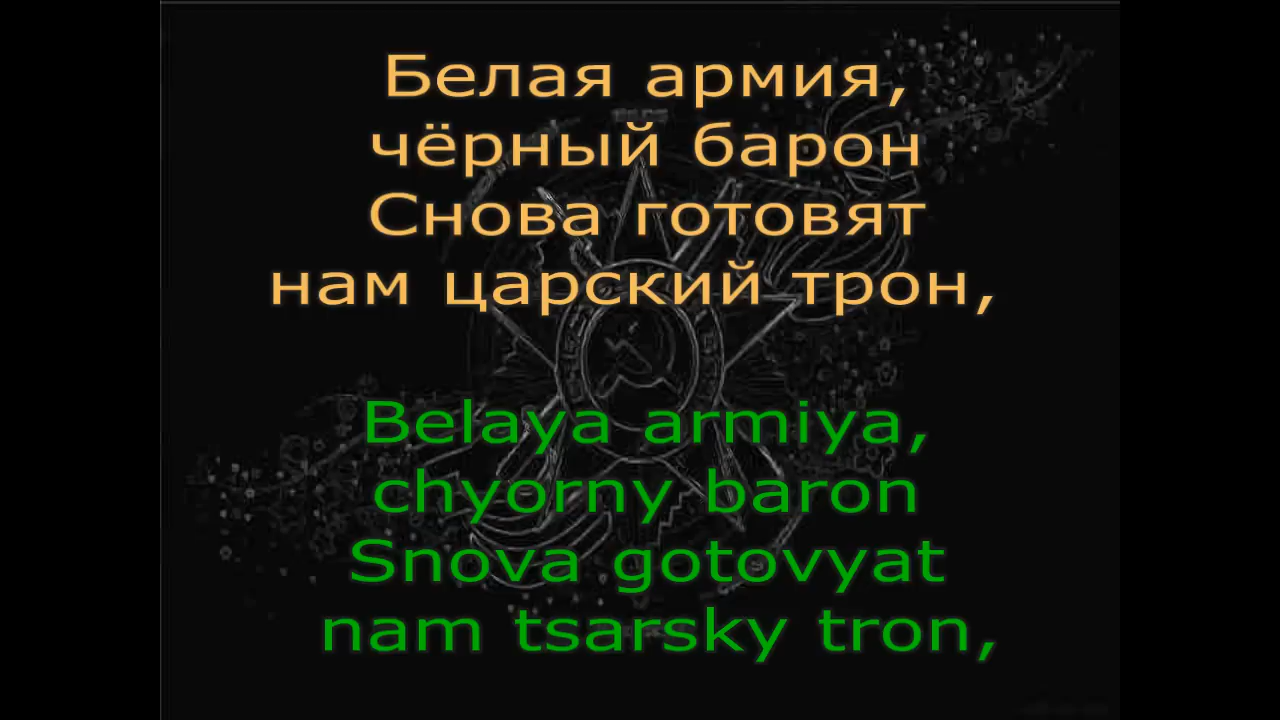 Белая армия,
чёрный барон
Снова готовят
нам царский трон,
Belaya armiya,
chyorny baron
Snova gotovyat
nam tsarsky tron,